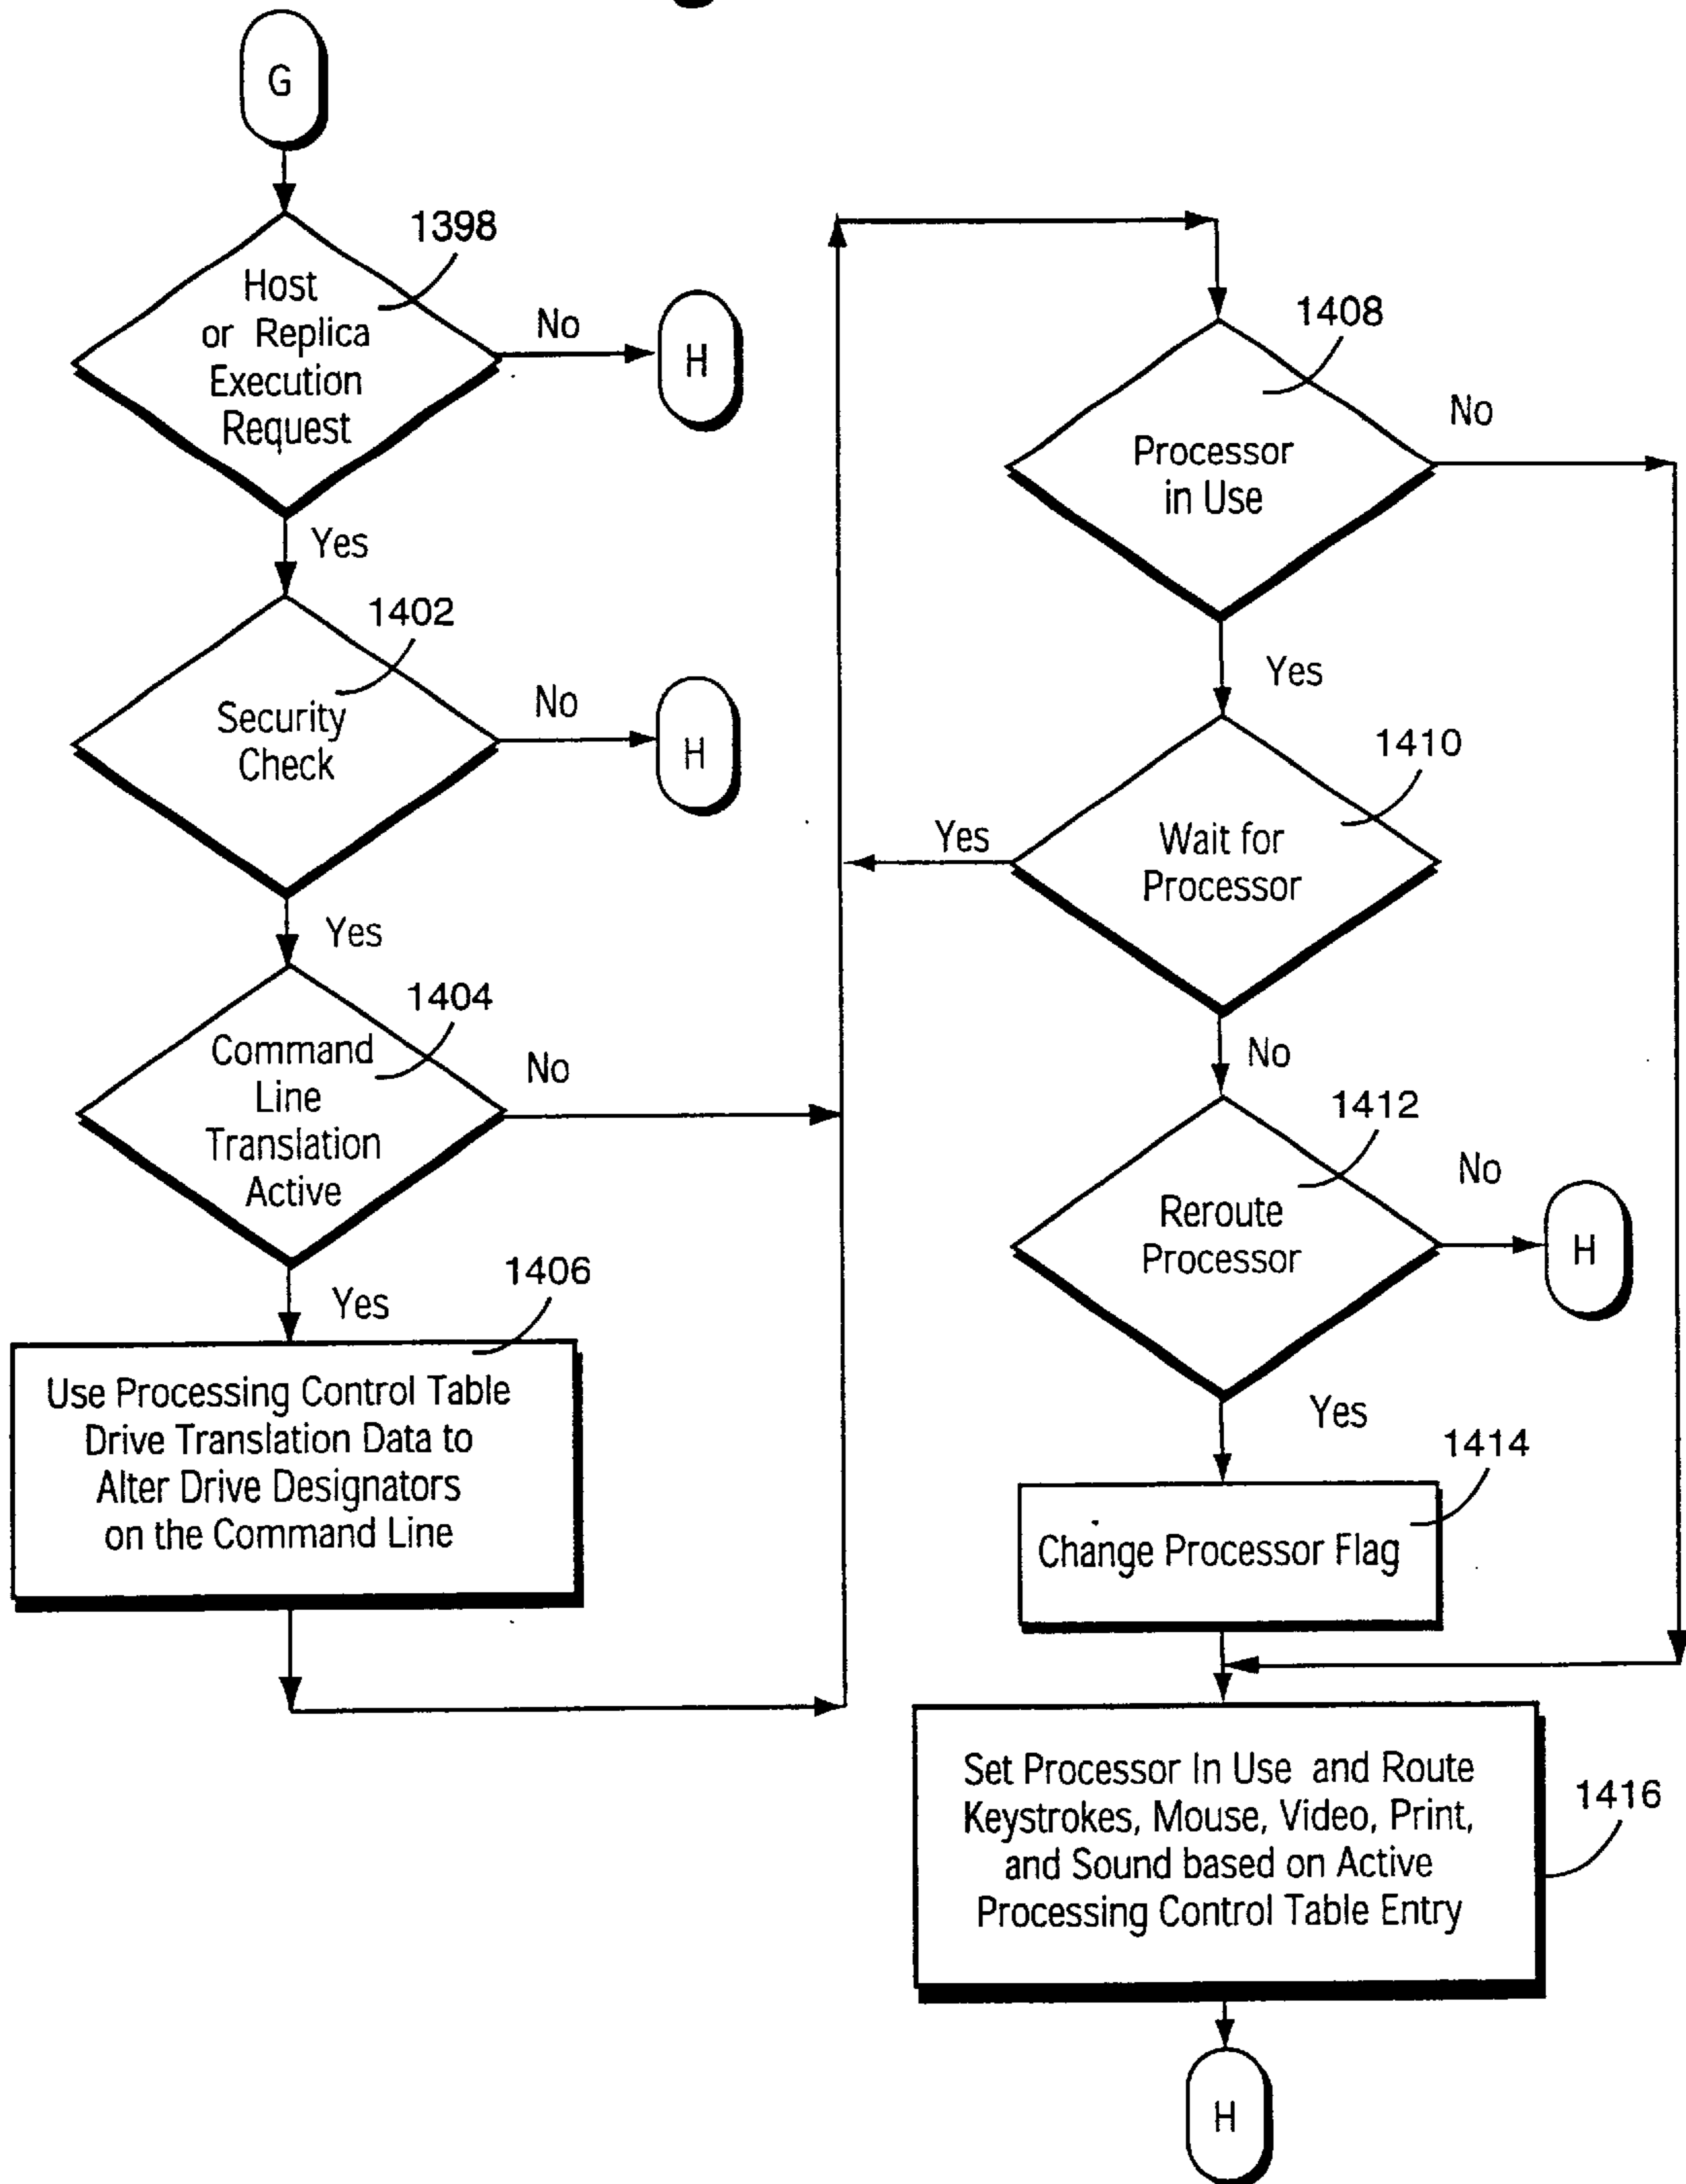 G
1398
Host
or Replica
Execution
Request
No
H
Yes
1402
Security
Check
No
H
Yes
1404
Command
Line
Translation
Active
No
Yes
1406
Use Processing Control Table
Drive Translation Data to
Alter Drive Designators
on the Command Line
1408
Processor
in Use
No
Yes
1410
Wait for
Processor
Yes
No
1412
Reroute
Processor
No
H
Yes
1414
Change Processor Flag
Set Processor In Use and Route
Keystrokes, Mouse, Video, Print,
and Sound based on Active
Processing Control Table Entry
1416
H